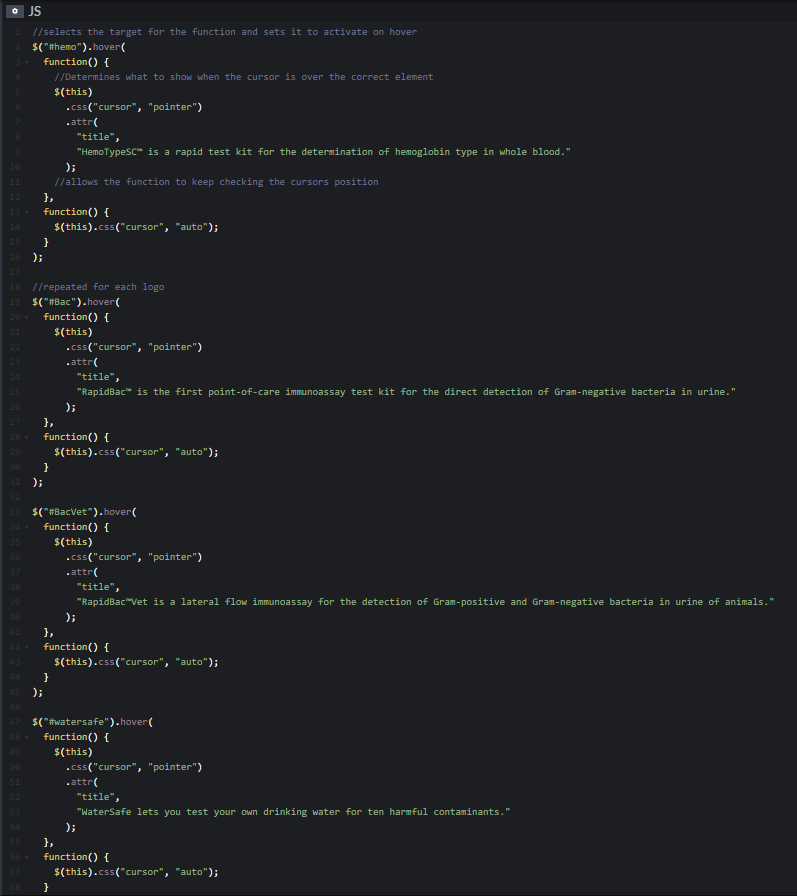 JS
1 //selects the target for the function and sets it to activate on hover
2 $("#hemo").hover(
3 function() {
4 //Determines what to show when the cursor is over the correct element
5 $(this)
6 .css("cursor", "pointer")
7 .attr(
8 "title",
9 "HemoTypeSC™ is a rapid test kit for the determination of hemoglobin type in whole blood."
10 );
11 //allows the function to keep checking the cursors position
12 },
13 function() {
14 $(this).css("cursor", "auto");
15 }
16 );
17
18 //repeated for each logo
19 $("#Bac").hover(
20 function() {
21 $(this)
22 .css("cursor", "pointer")
23 .attr(
24 "title",
25 "RapidBac™ is the first point-of-care immunoassay test kit for the direct detection of Gram-negative bacteria in urine."
26 );
27 },
28 function() {
29 $(this).css("cursor", "auto");
30 }
31 );
32
33 $("#BacVet").hover(
34 function() {
35 $(this)
36 .css("cursor", "pointer")
37 .attr(
38 "title",
39 "RapidBac™Vet is a lateral flow immunoassay for the detection of Gram-positive and Gram-negative bacteria in urine of animals."
40 );
41 },
42 function() {
43 $(this).css("cursor", "auto");
44 }
45 );
46
47 $("#watersafe").hover(
48 function() {
49 $(this)
50 .css("cursor", "pointer")
51 .attr(
52 "title",
53 "WaterSafe lets you test your own drinking water for ten harmful contaminants."
54 );
55 },
56 function() {
57 $(this).css("cursor", "auto");
58 }